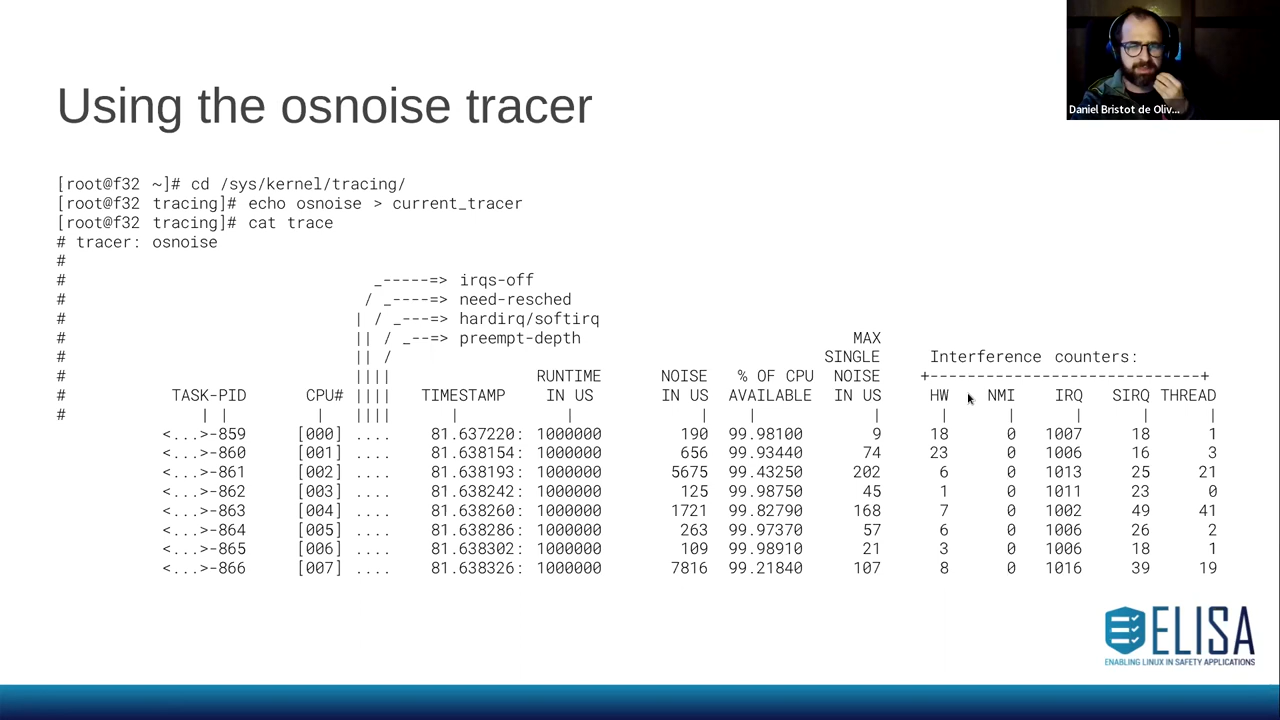 Daniel Bristot de Oliv...
Using the osnoise tracer
[root@f32 ~]# cd /sys/kernel/tracing/
[root@f32 tracing]# echo osnoise > current_tracer
[root@f32 tracing]# cat trace
# tracer: osnoise
#
#                                _-----=> irqs-off
#                               / _----=> need-resched
#                              | / _---=> hardirq/softirq
#                              || / _--=> preempt-depth                            MAX
#                              || /                                             SINGLE     Interference counters:
#                              ||||               RUNTIME      NOISE   % OF CPU  NOISE    +-----------------------------+
#           TASK-PID      CPU# ||||   TIMESTAMP    IN US       IN US  AVAILABLE  IN US     HW    NMI    IRQ   SIRQ THREAD
#              | |         |   ||||      |           |             |    |            |      |      |      |      |      |
<...>-859     [000] ....    81.637220: 1000000        190  99.98100       9     18      0   1007     18      1
<...>-860     [001] ....    81.638154: 1000000        656  99.93440      74     23      0   1006     16      3
<...>-861     [002] ....    81.638193: 1000000       5675  99.43250     202      6      0   1013     25     21
<...>-862     [003] ....    81.638242: 1000000        125  99.98750      45      1      0   1011     23      0
<...>-863     [004] ....    81.638260: 1000000       1721  99.82790     168      7      0   1002     49     41
<...>-864     [005] ....    81.638286: 1000000        263  99.97370      57      6      0   1006     26      2
<...>-865     [006] ....    81.638302: 1000000        109  99.98910      21      3      0   1006     18      1
<...>-866     [007] ....    81.638326: 1000000       7816  99.21840     107      8      0   1016     39     19
ELISA
ENABLING LINUX IN SAFETY APPLICATIONS